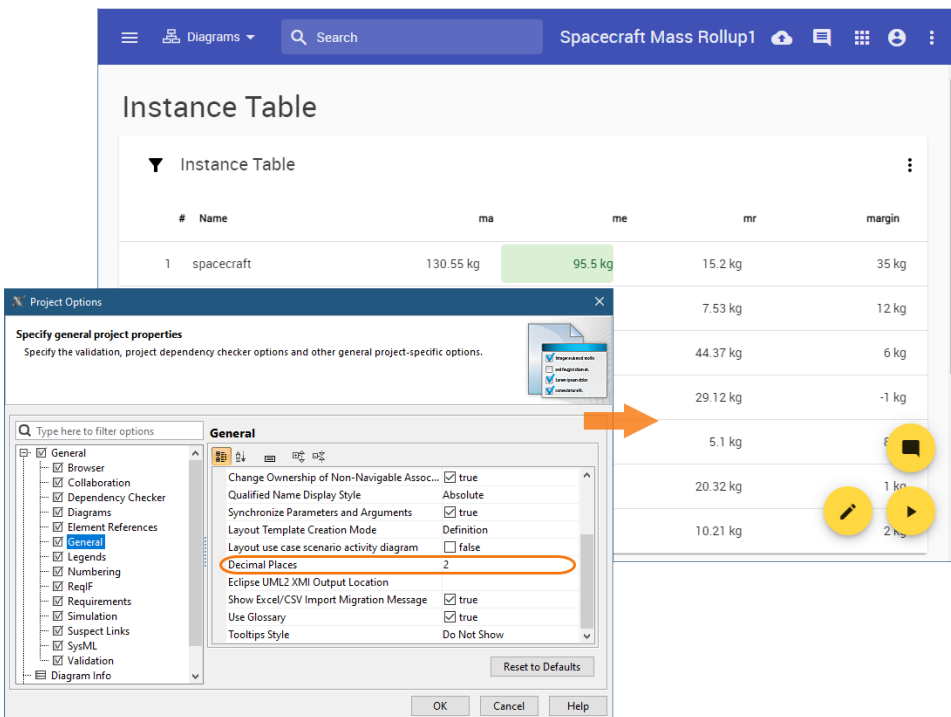 Diagrams
Search
Spacecraft Mass Rollup1
Instance Table
Instance Table
# Name ma me mr margin
1 spacecraft 130.55 kg 95.5 kg 15.2 kg 35 kg
7.53 kg 12 kg
44.37 kg 6 kg
29.12 kg -1 kg
5.1 kg
20.32 kg 1 kg
10.21 kg 2 kg
Project Options
Specify general project properties
Specify the validation, project dependency checker options and other general project-specific options.
Type here to filter options
General
Browser
Collaboration
Dependency Checker
Diagrams
Element References
General
Legends
Numbering
ReqIF
Requirements
Simulation
Suspect Links
SysML
Validation
Diagram Info
General
Change Ownership of Non-Navigable Assoc... true
Qualified Name Display Style Absolute
Synchronize Parameters and Arguments true
Layout Template Creation Mode Definition
Layout use case scenario activity diagram false
Decimal Places 2
Eclipse UML2 XMI Output Location
Show Excel/CSV Import Migration Message true
Use Glossary true
Tooltips Style Do Not Show
Reset to Defaults
OK
Cancel
Help